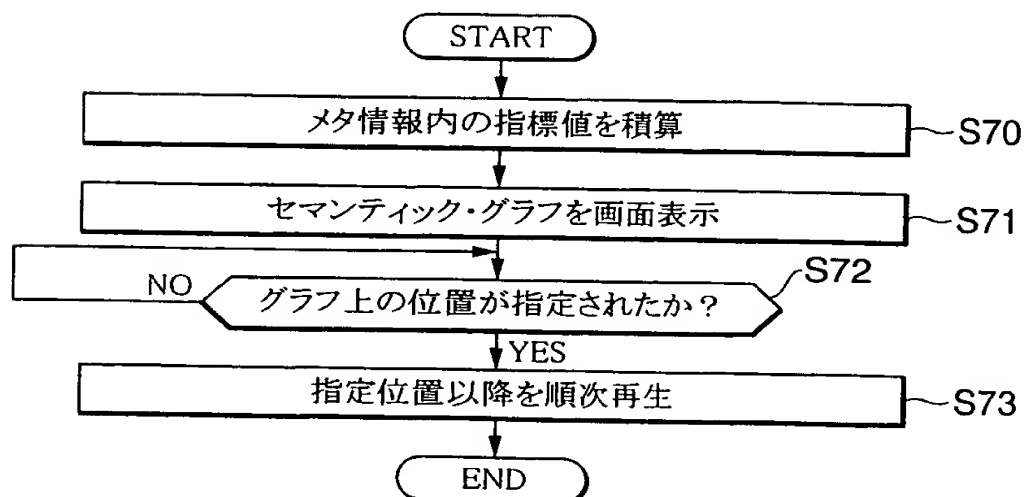 START
メタ情報内の指標値を積算
S70
セマンティック・グラフを画面表示
S71
S72
NO
グラフ上の位置が指定されたか?
YES
指定位置以降を順次再生
S73
END